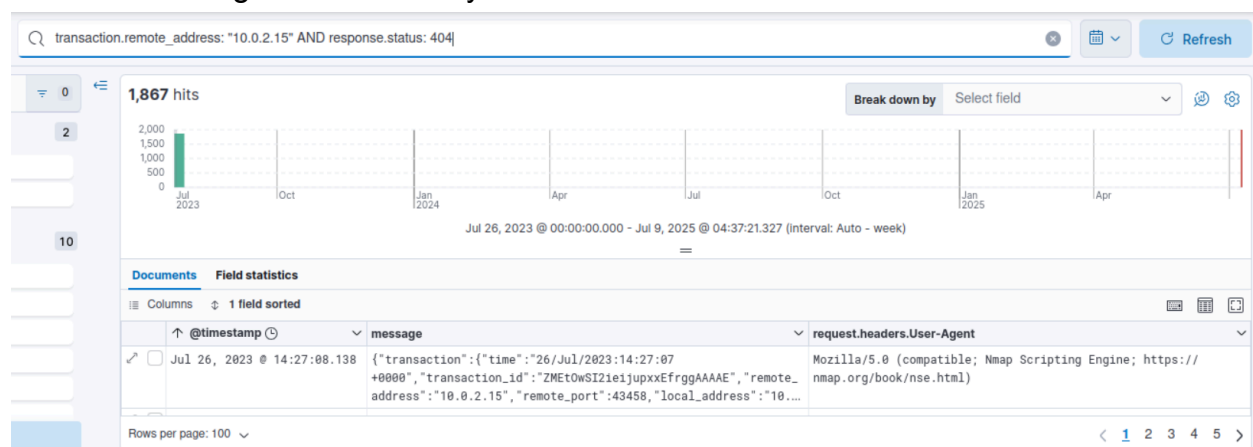 transaction.remote_address: "10.0.2.15" AND response.status: 404
Refresh
0
2
10
1,867 hits
Break down by Select field
2,000
1,500
1,000
500
0
Jul Oct Jan Apr Jul Oct Jan Apr
2023 2024 2025
Jul 26, 2023 @ 00:00:00.000 - Jul 9, 2025 @ 04:37:21.327 (interval: Auto - week)
Documents Field statistics
Columns 1 field sorted
@timestamp message request.headers.User-Agent
Jul 26, 2023 @ 14:27:08.138 {"transaction":{"time":"26/Jul/2023:14:27:07 Mozilla/5.0 (compatible; Nmap Scripting Engine; https://
+0000","transaction_id":"ZMEtOwSI2ieijupxxEfrggAAAAE","remote_ nmap.org/book/nse.html)
address":"10.0.2.15","remote_port":43458,"local_address":"10.…
Rows per page: 100 1 2 3 4 5